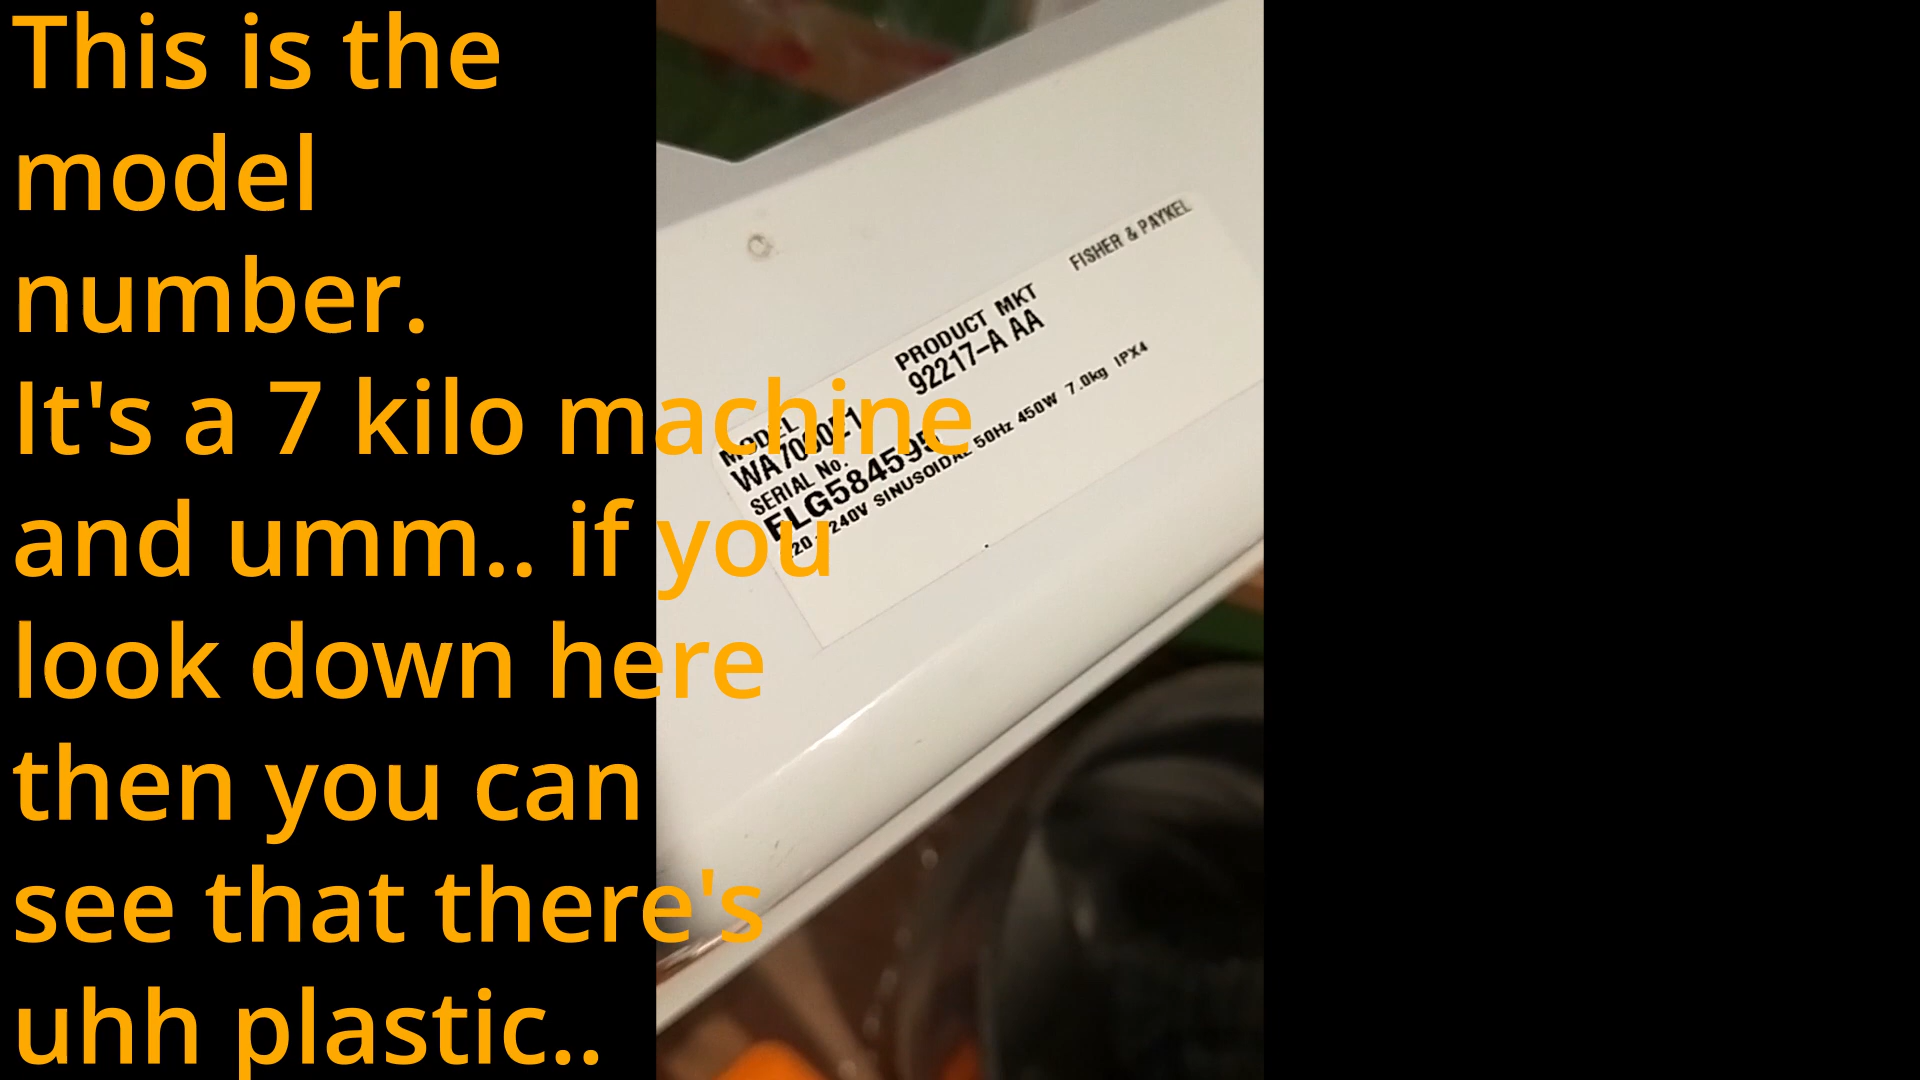 This is the
model
number.
It's a 7 kilo machine
and umm.. if you
look down here
then you can
see that there's
uhh plastic..
FISHER & PAYKEL
PRODUCT MKT
92217-A AA
MODEL
SERIAL No.
240V SINUSOIDAL 50Hz 450W 7.0kg IPX4